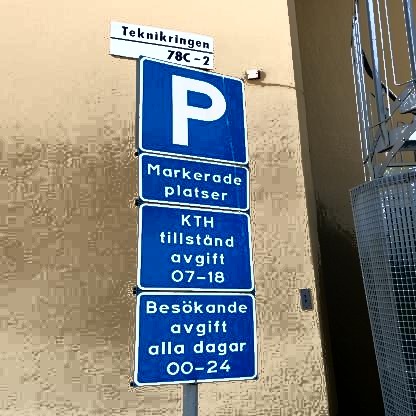 Teknikringen
78C-2
P
Markerade
platser
KTH
tillstånd
avgift
07-18
Besökande
avgift
alla dagar
00-24